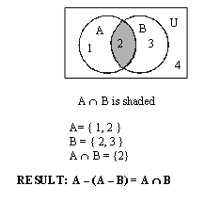 U
A B
1 2 3
4
A ∩ B is shaded
A= { 1, 2 }
B = { 2, 3 }
A ∩ B = {2}
RESULT: A – (A – B) = A ∩ B